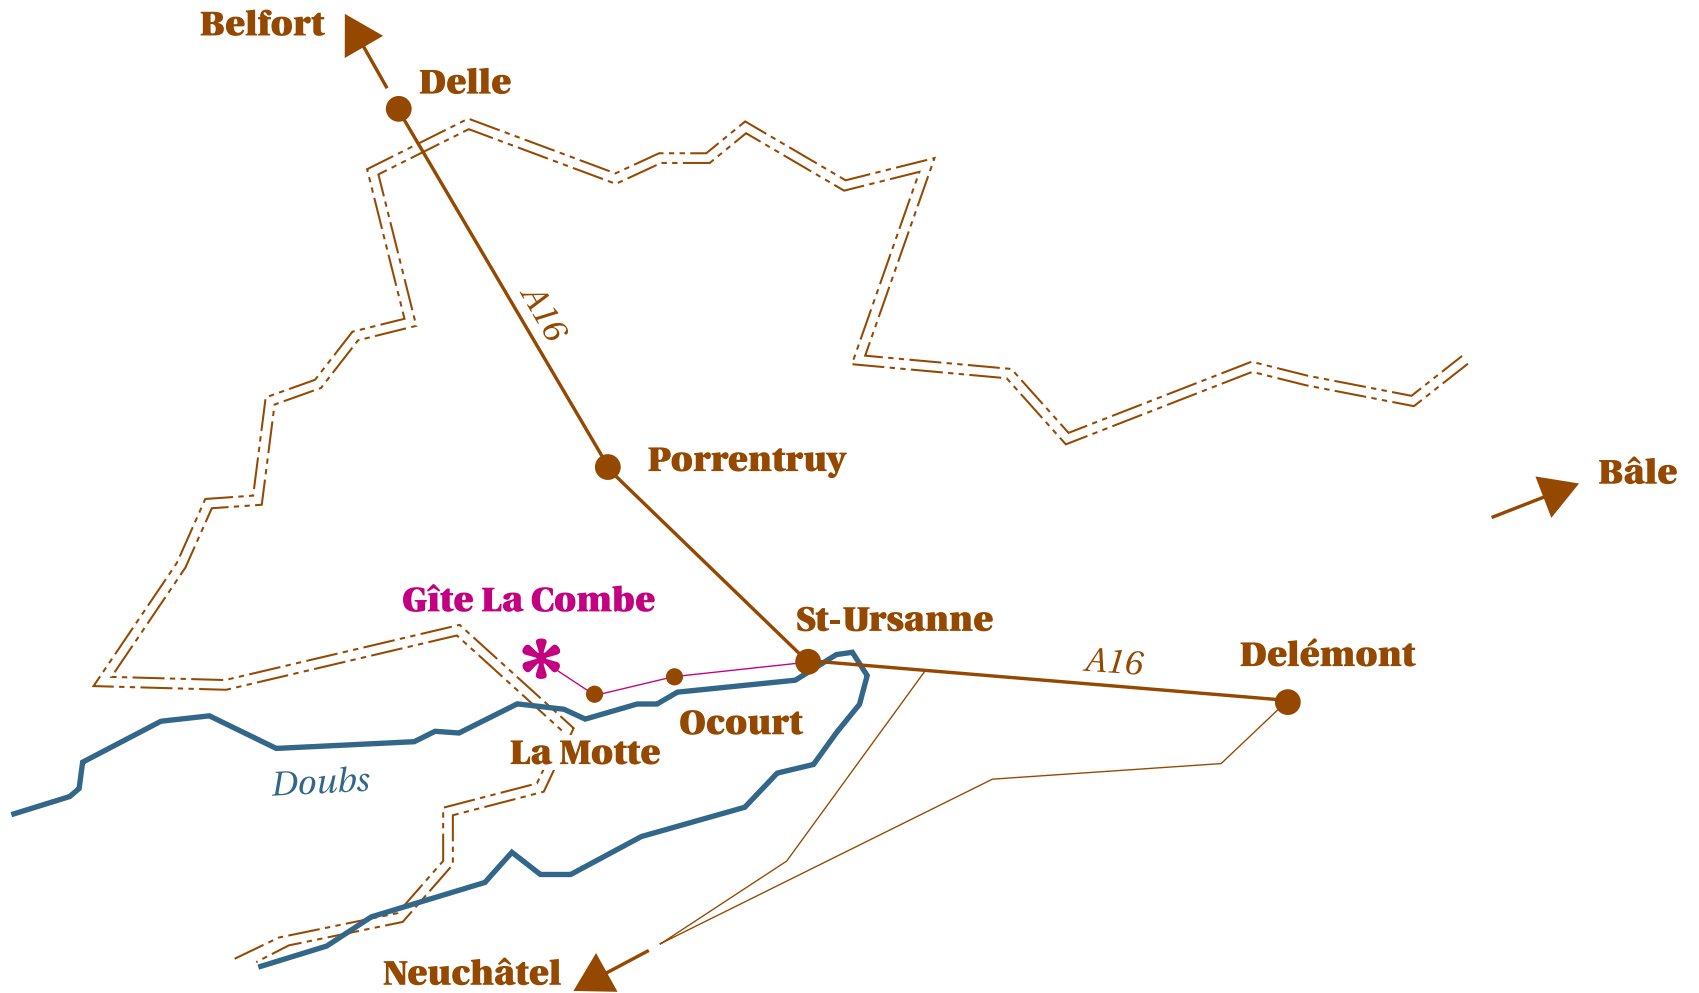 Belfort
Delle
A16
Porrentruy
Bâle
Gîte La Combe
St-Ursanne
A16
Delémont
Ocourt
La Motte
Doubs
Neuchâtel